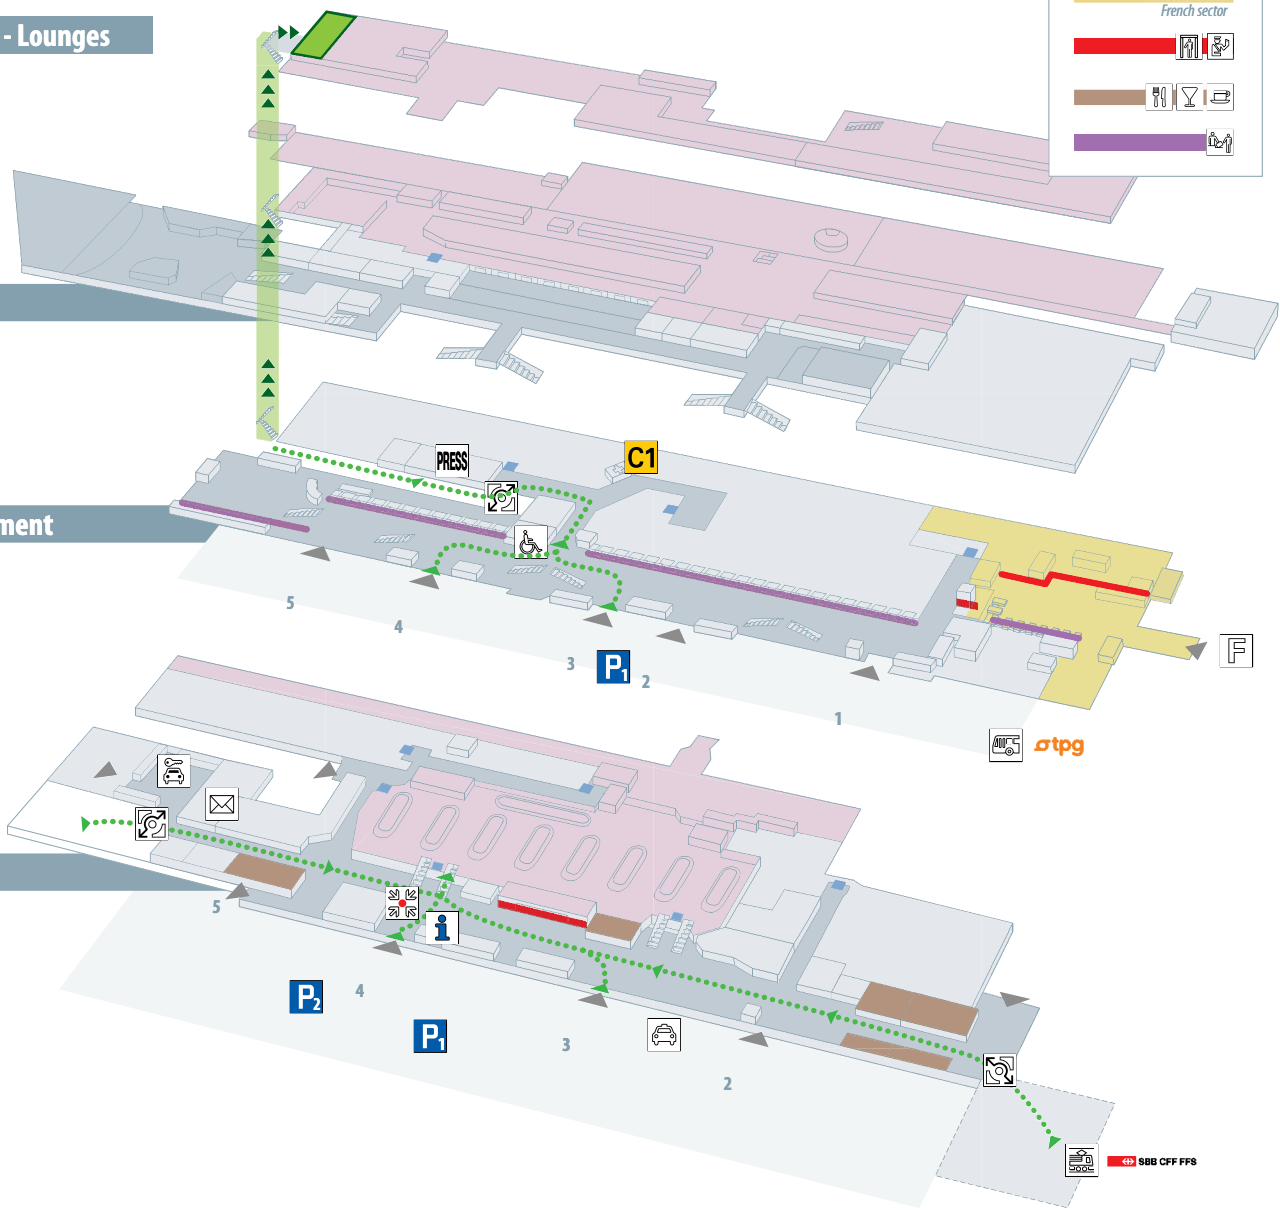 - Lounges
French sector
PRESS
C1
ment
5
4
3
P1
2
1
F
tpg
5
i
P2
4
P1
3
2
SBB CFF FFS